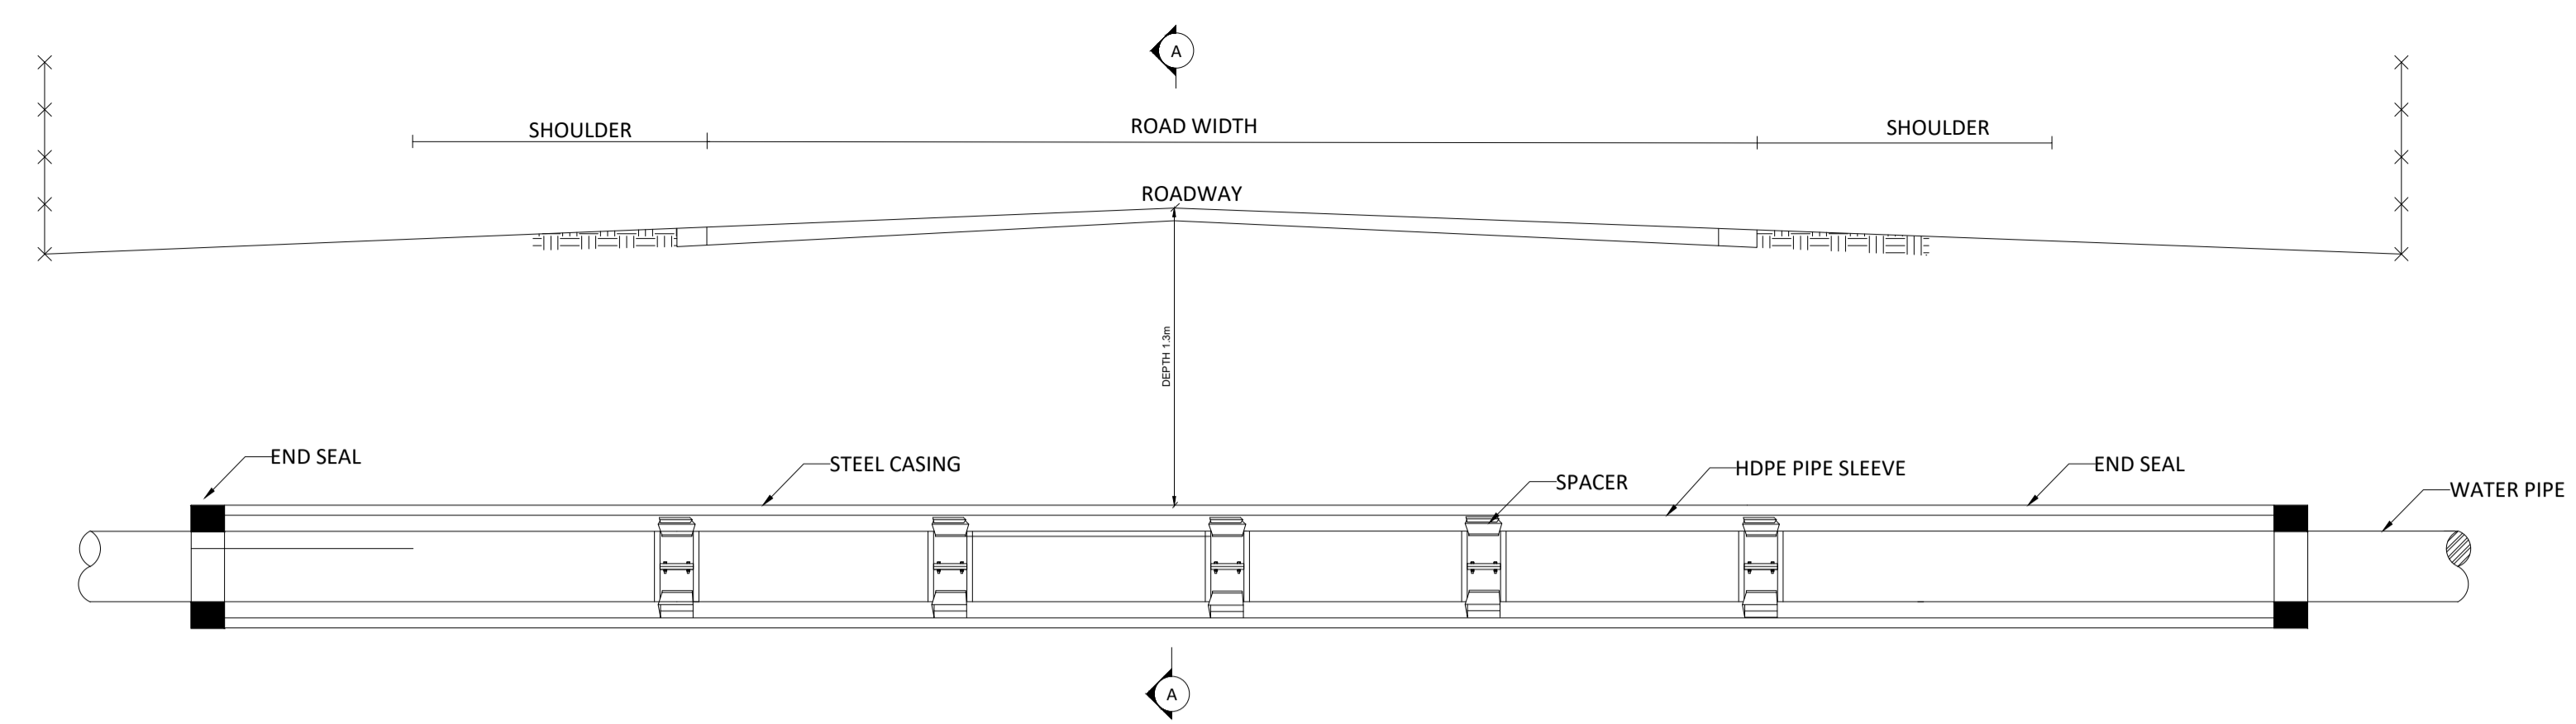 A
SHOULDER
ROAD WIDTH
SHOULDER
ROADWAY
DEPTH 1.3m
END SEAL
STEEL CASING
SPACER
HDPE PIPE SLEEVE
END SEAL
WATER PIPE
A